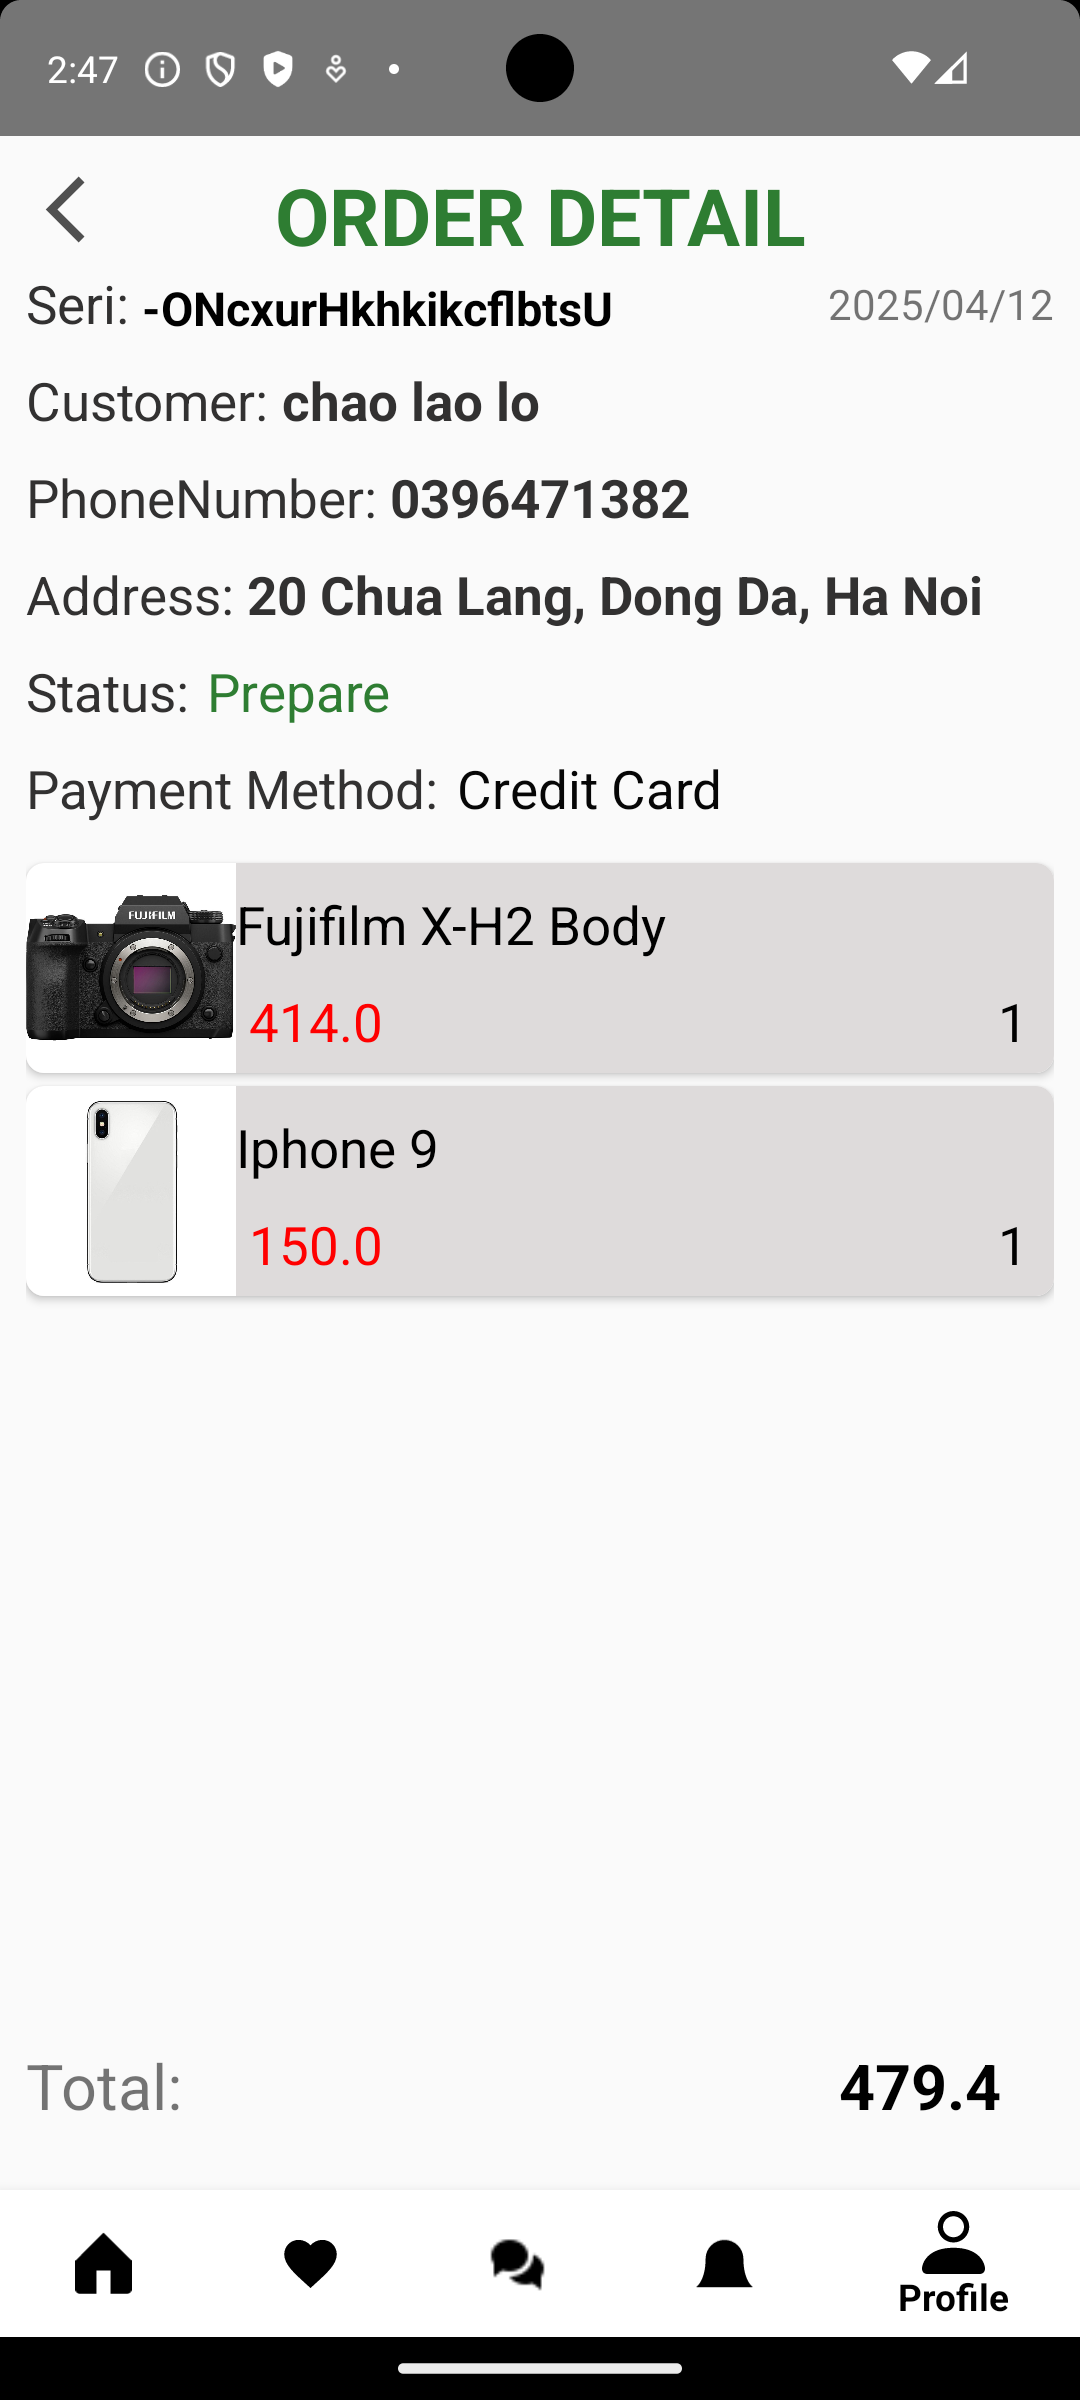 2:47
ORDER DETAIL
Seri: -ONcxurHkhkikcflbtsU 2025/04/12
Customer: chao lao lo
PhoneNumber: 0396471382
Address: 20 Chua Lang, Dong Da, Ha Noi
Status: Prepare
Payment Method: Credit Card
FUJIFILM
Fujifilm X-H2 Body
414.0 1
Iphone 9
150.0 1
Total: 479.4
Profile